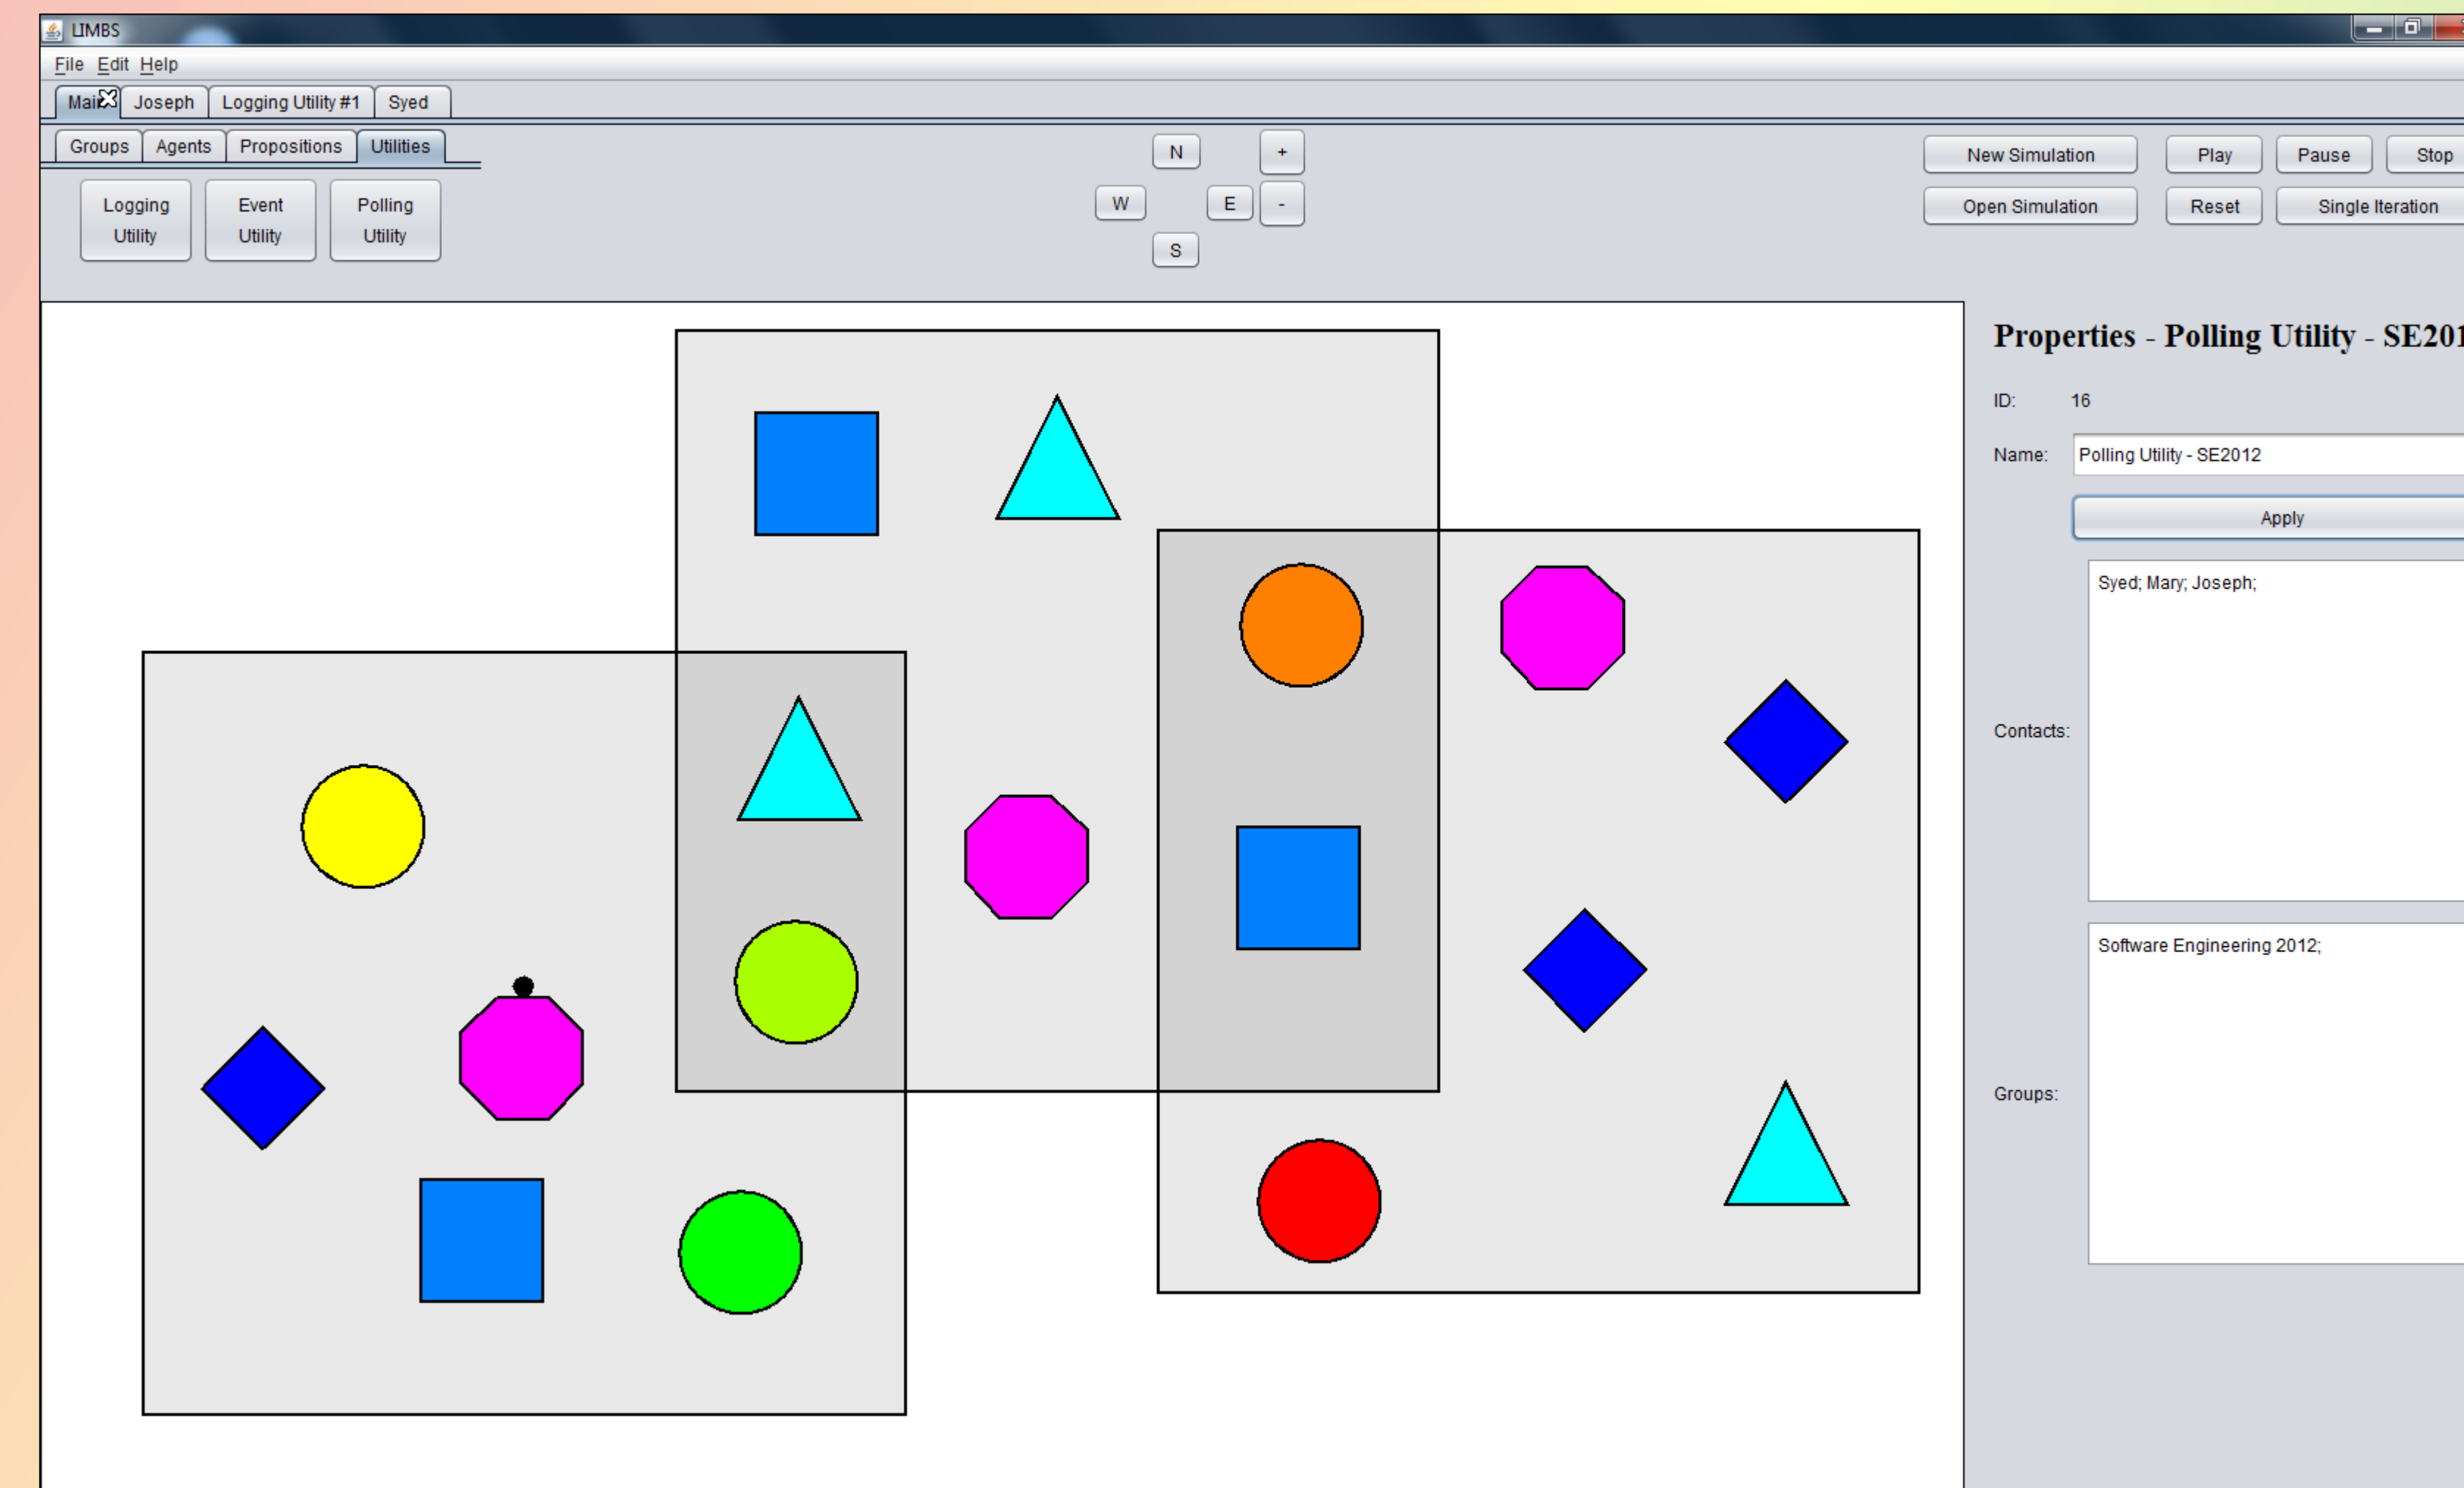 LIMBS
File Edit Help
Main Joseph Logging Utility #1 Syed
Groups Agents Propositions Utilities
Logging Utility
Event Utility
Polling Utility
N
+
W
E
-
S
New Simulation Play Pause Stop
Open Simulation Reset Single Iteration
Properties - Polling Utility - SE201
ID: 16
Name: Polling Utility - SE2012
Apply
Syed; Mary; Joseph;
Contacts:
Software Engineering 2012;
Groups: